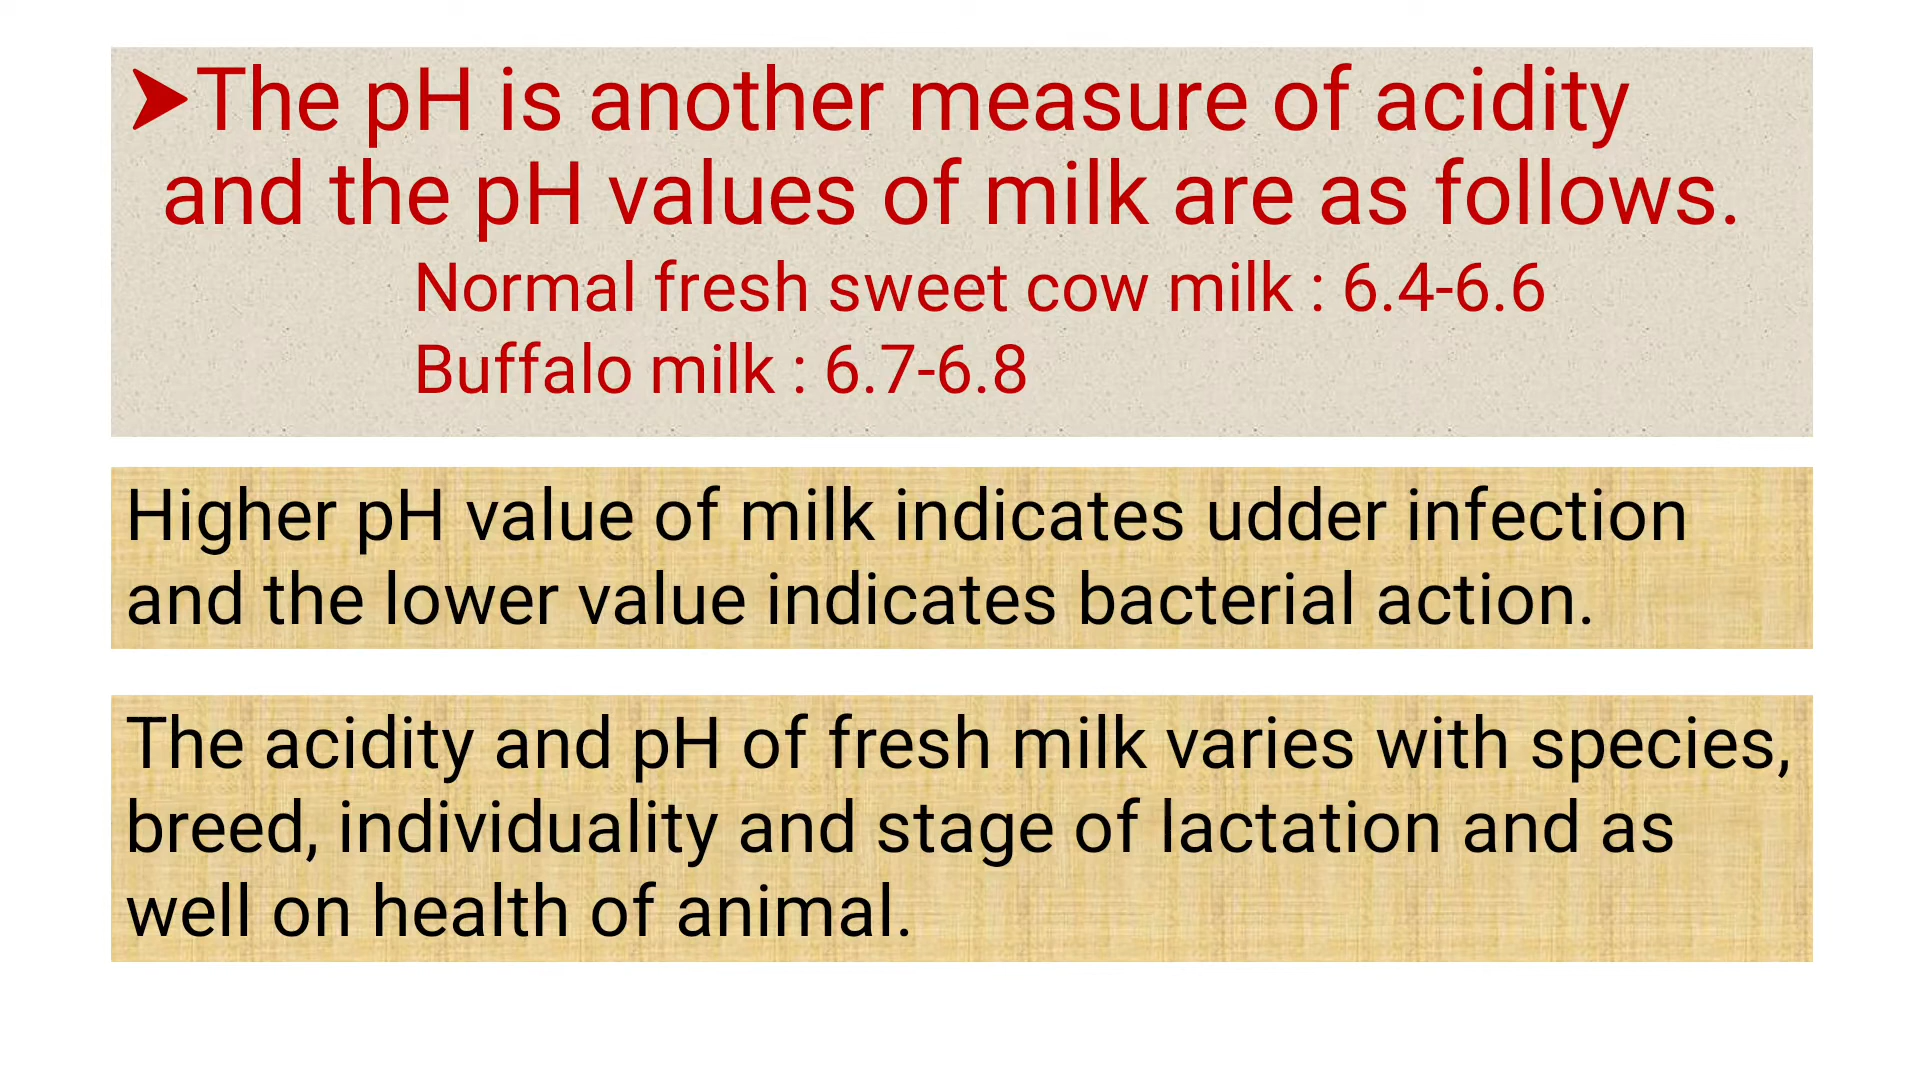 ➤The pH is another measure of acidity
and the pH values of milk are as follows.
Normal fresh sweet cow milk : 6.4-6.6
Buffalo milk : 6.7-6.8
Higher pH value of milk indicates udder infection
and the lower value indicates bacterial action.
The acidity and pH of fresh milk varies with species,
breed, individuality and stage of lactation and as
well on health of animal.